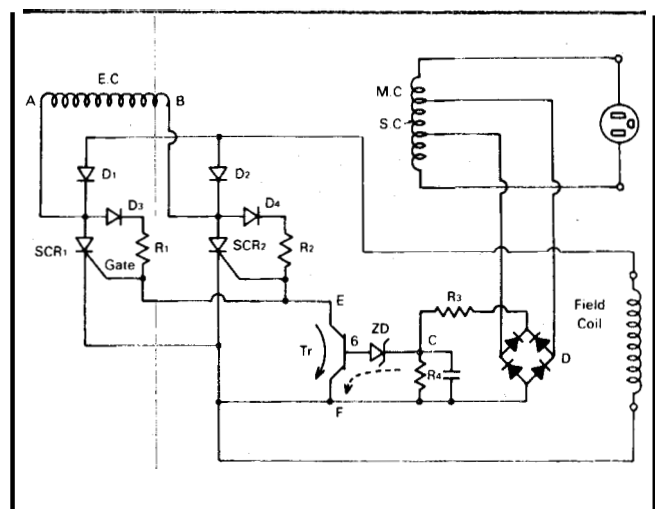 E.C
A B
M.C
S.C
D1 D2
D3 D4
SCR1 R1 SCR2 R2
Gate
E
R3
Field
Coil
ZD
Tr 6 C
R4 D
F